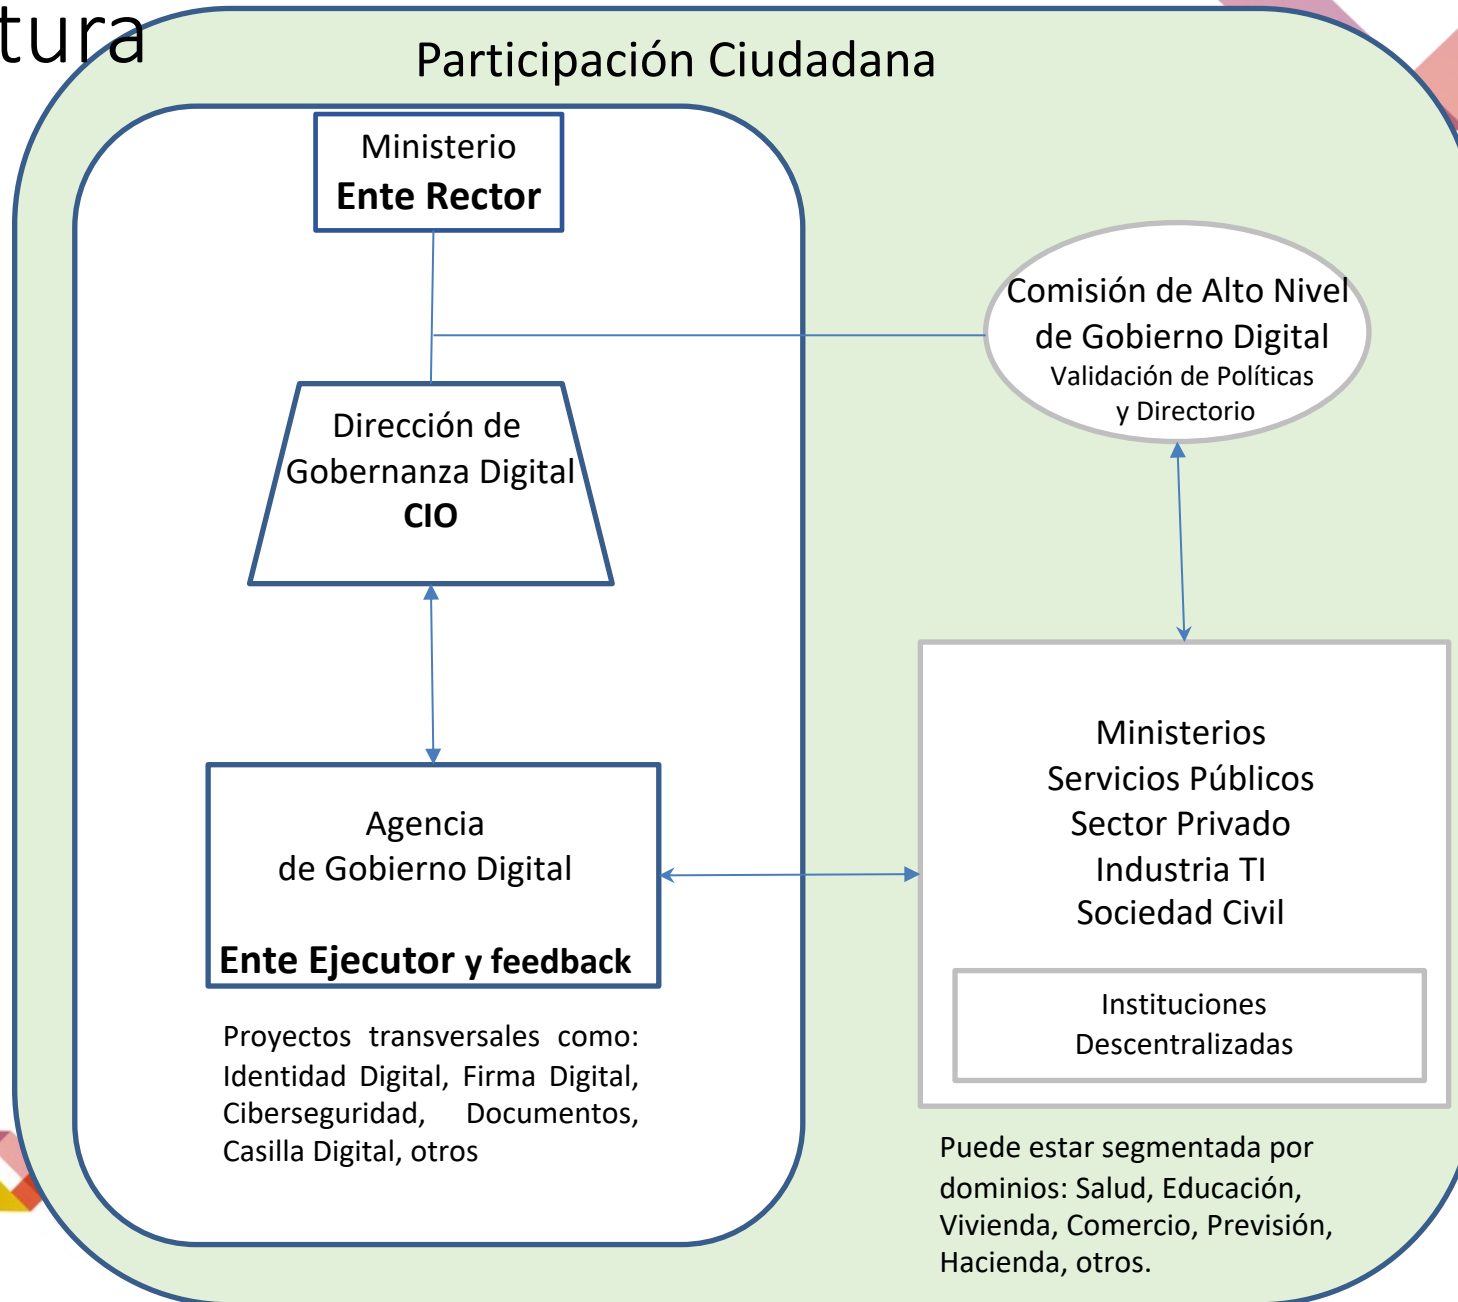 tura
Participación Ciudadana
Ministerio
Ente Rector
Comisión de Alto Nivel
de Gobierno Digital
Validación de Políticas
y Directorio
Dirección de
Gobernanza Digital
CIO
Agencia
de Gobierno Digital
Ente Ejecutor y feedback
Proyectos transversales como:
Identidad Digital, Firma Digital,
Ciberseguridad, Documentos,
Casilla Digital, otros
Ministerios
Servicios Públicos
Sector Privado
Industria TI
Sociedad Civil
Instituciones
Descentralizadas
Puede estar segmentada por
dominios: Salud, Educación,
Vivienda, Comercio, Previsión,
Hacienda, otros.